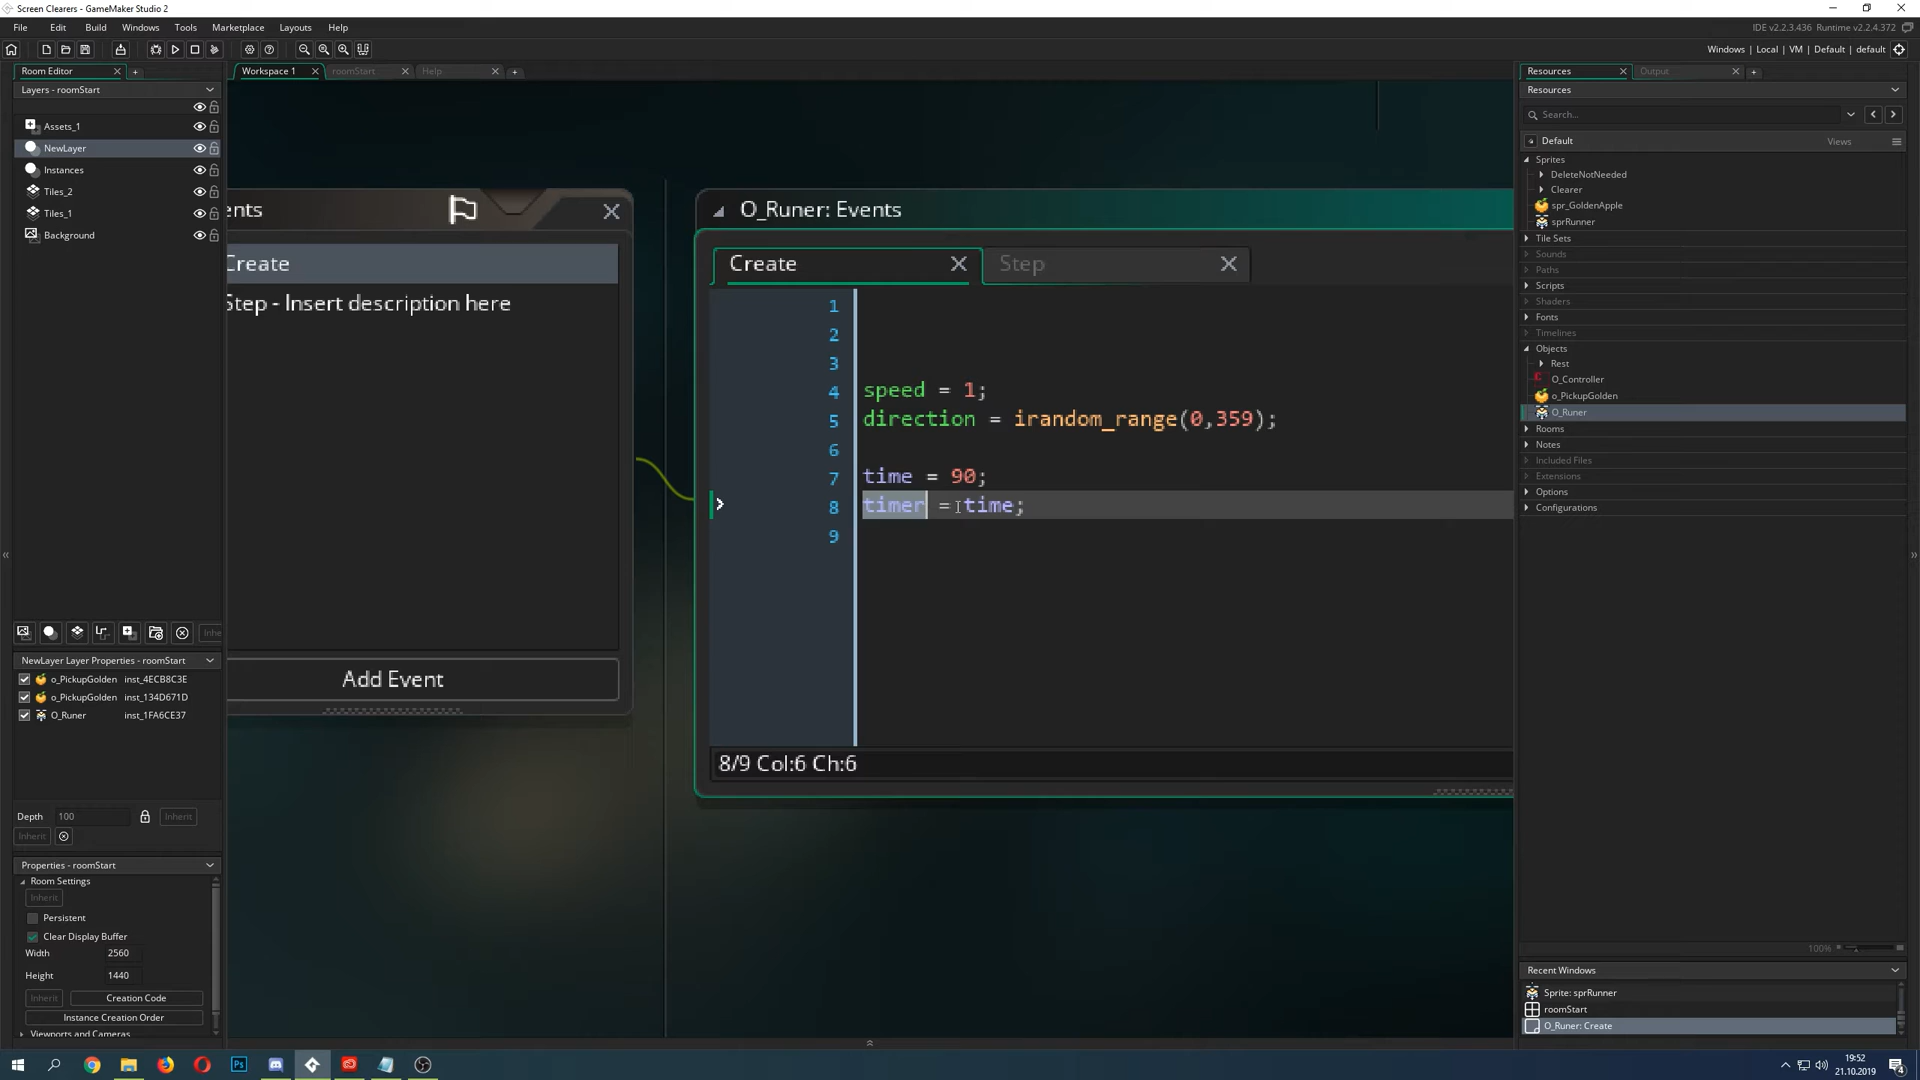 Screen Clearers - GameMaker Studio 2
File Edit Build Windows Tools Marketplace Layouts Help
IDE v2.2.3.436 Runtime v2.2.4.372
Windows | Local | VM | Default | default
Room Editor
Workspace 1
roomStart
Help
Resources
Output
Layers - roomStart
Assets_1
NewLayer
Instances
Tiles_2
Tiles_1
Background
Inhe
NewLayer Layer Properties - roomStart
o_PickupGolden inst_4ECB8C3E
o_PickupGolden inst_134D671D
O_Runer inst_1FA6CE37
Depth 100 Inherit
Inherit
Properties - roomStart
Room Settings
Inherit
Persistent
Clear Display Buffer
Width 2560
Height 1440
Inherit Creation Code
Instance Creation Order
Viewports and Cameras
ents
Create
Step - Insert description here
Add Event
O_Runer: Events
Create
Step
1
2
3
4 speed = 1;
5 direction = irandom_range(0,359);
6
7 time = 90;
8 timer = time;
9
8/9 Col:6 Ch:6
Resources
Search...
Default Views
Sprites
DeleteNotNeeded
Clearer
spr_GoldenApple
sprRunner
Tile Sets
Sounds
Paths
Scripts
Shaders
Fonts
Timelines
Objects
Rest
O_Controller
o_PickupGolden
O_Runer
Rooms
Notes
Included Files
Extensions
Options
Configurations
100%
Recent Windows
Sprite: sprRunner
roomStart
O_Runer: Create
19:52
21.10.2019
4